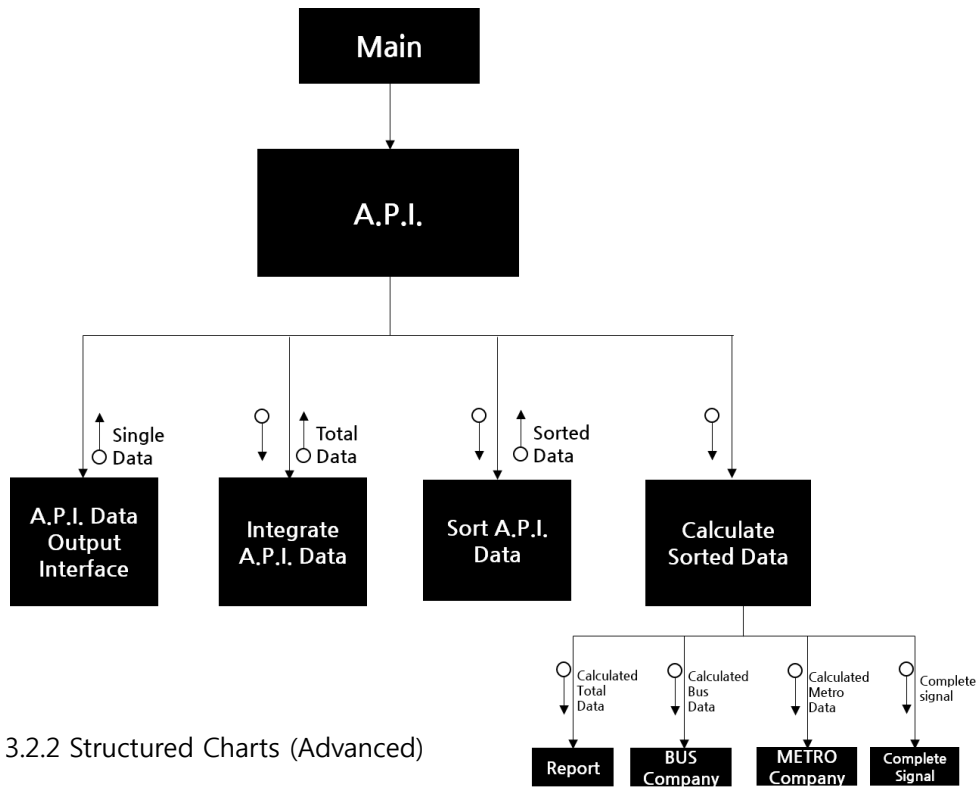 Main
A.P.I.
Single
Data
Total
Data
Sorted
Data
A.P.I. Data
Output
Interface
Integrate
A.P.I. Data
Sort A.P.I.
Data
Calculate
Sorted Data
Calculated
Total
Data
Calculated
Bus
Data
Calculated
Metro
Data
Complete
signal
3.2.2 Structured Charts (Advanced)
Report
BUS
Company
METRO
Company
Complete
Signal